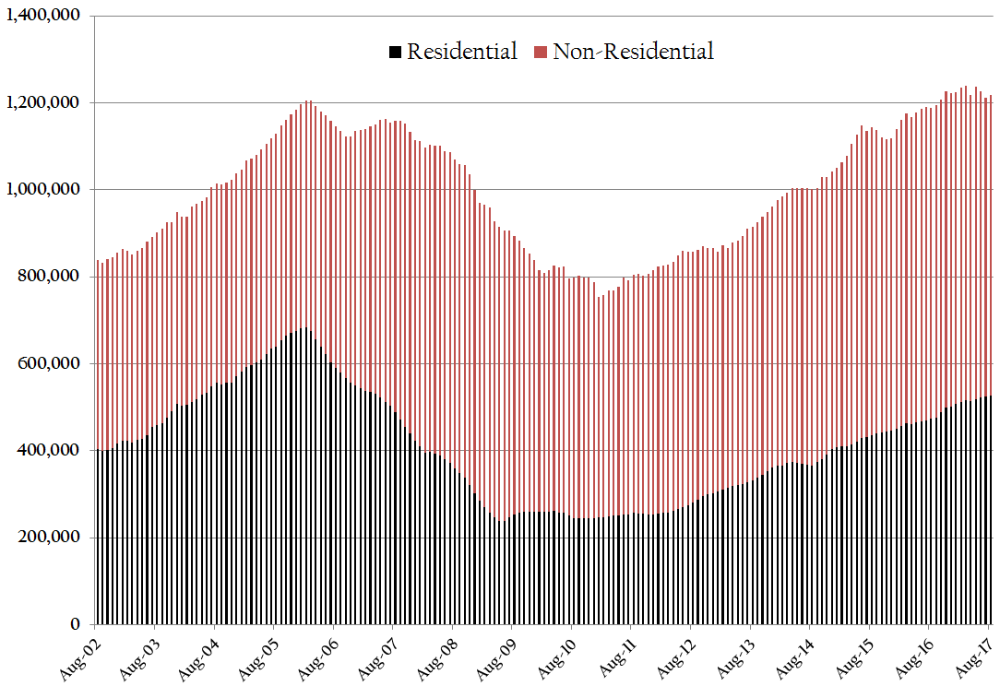 1,400,000
Residential Non-Residential
1,200,000
1,000,000
800,000
600,000
400,000
200,000
0
Aug-02
Aug-03
Aug-04
Aug-05
Aug-06
Aug-07
Aug-08
Aug-09
Aug-10
Aug-11
Aug-12
Aug-13
Aug-14
Aug-15
Aug-16
Aug-17